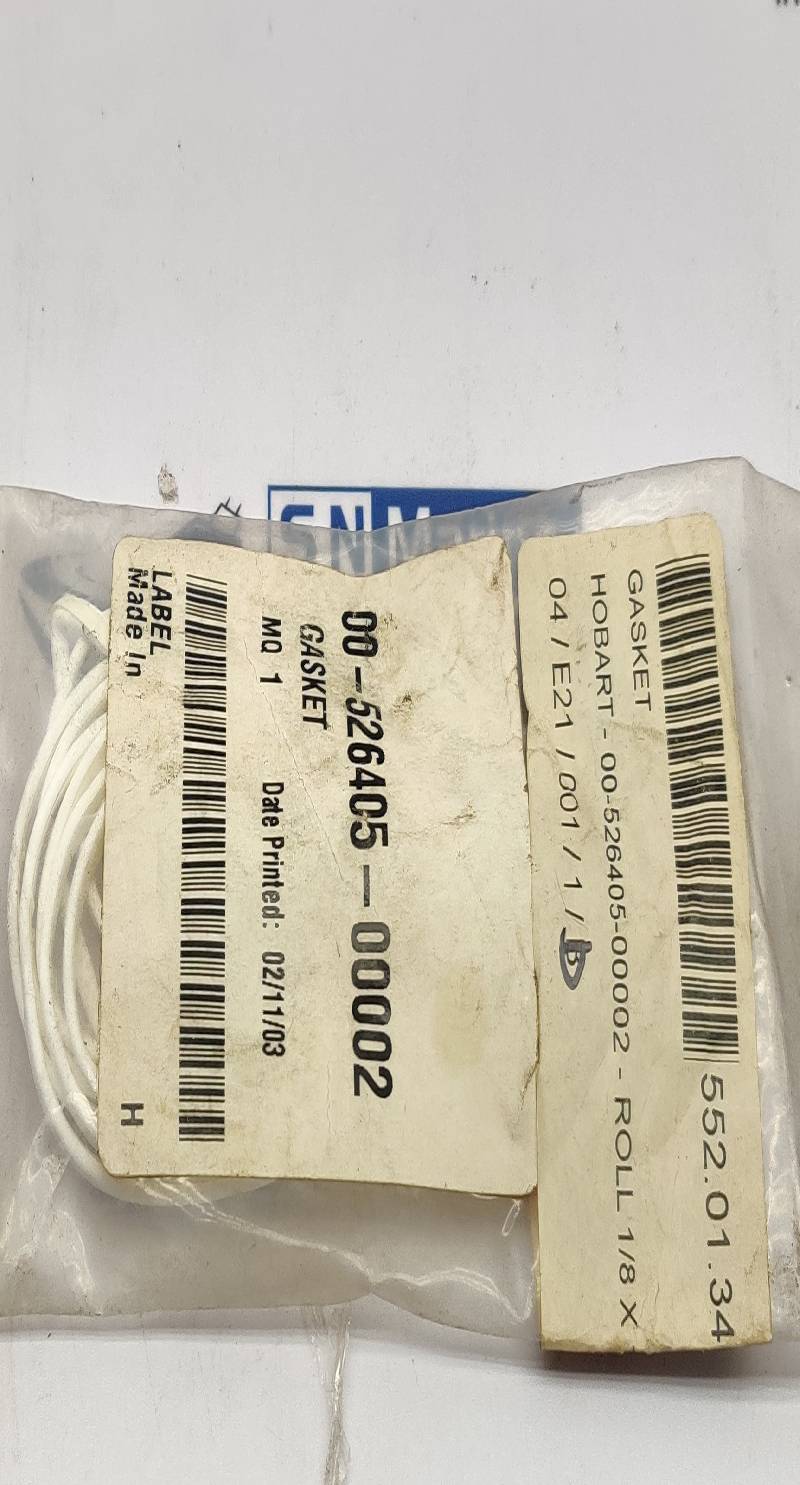 552.01.34
GASKET
HOBART - 00-526405-00002 - ROLL 1/8 X
04 / E21 / 001 / 1 /
00-526405-00002
GASKET
MQ 1 Date Printed: 02/11/03
LABEL
Made In
H